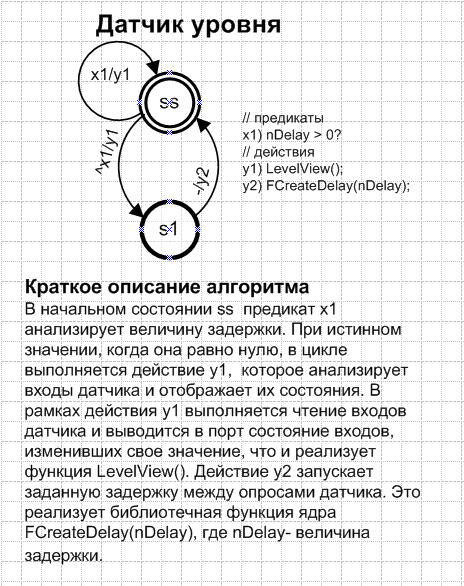 Датчик уровня
x1/y1
ss
// предикаты
x1) nDelay > 0?
// действия
^x1/y1
-/y2
y1) LevelView();
y2) FCreateDelay(nDelay);
s1
Краткое описание алгоритма
В начальном состоянии ss предикат x1
анализирует величину задержки. При истинном
значении, когда она равно нулю, в цикле
выполняется действие y1, которое анализирует
входы датчика и отображает их состояния. В
рамках действия y1 выполняется чтение входов
датчика и выводится в порт состояние входов,
изменивших свое значение, что и реализует
функция LevelView(). Действие y2 запускает
заданную задержку между опросами датчика. Это
реализует библиотечная функция ядра
FCreateDelay(nDelay), где nDelay- величина
задержки.